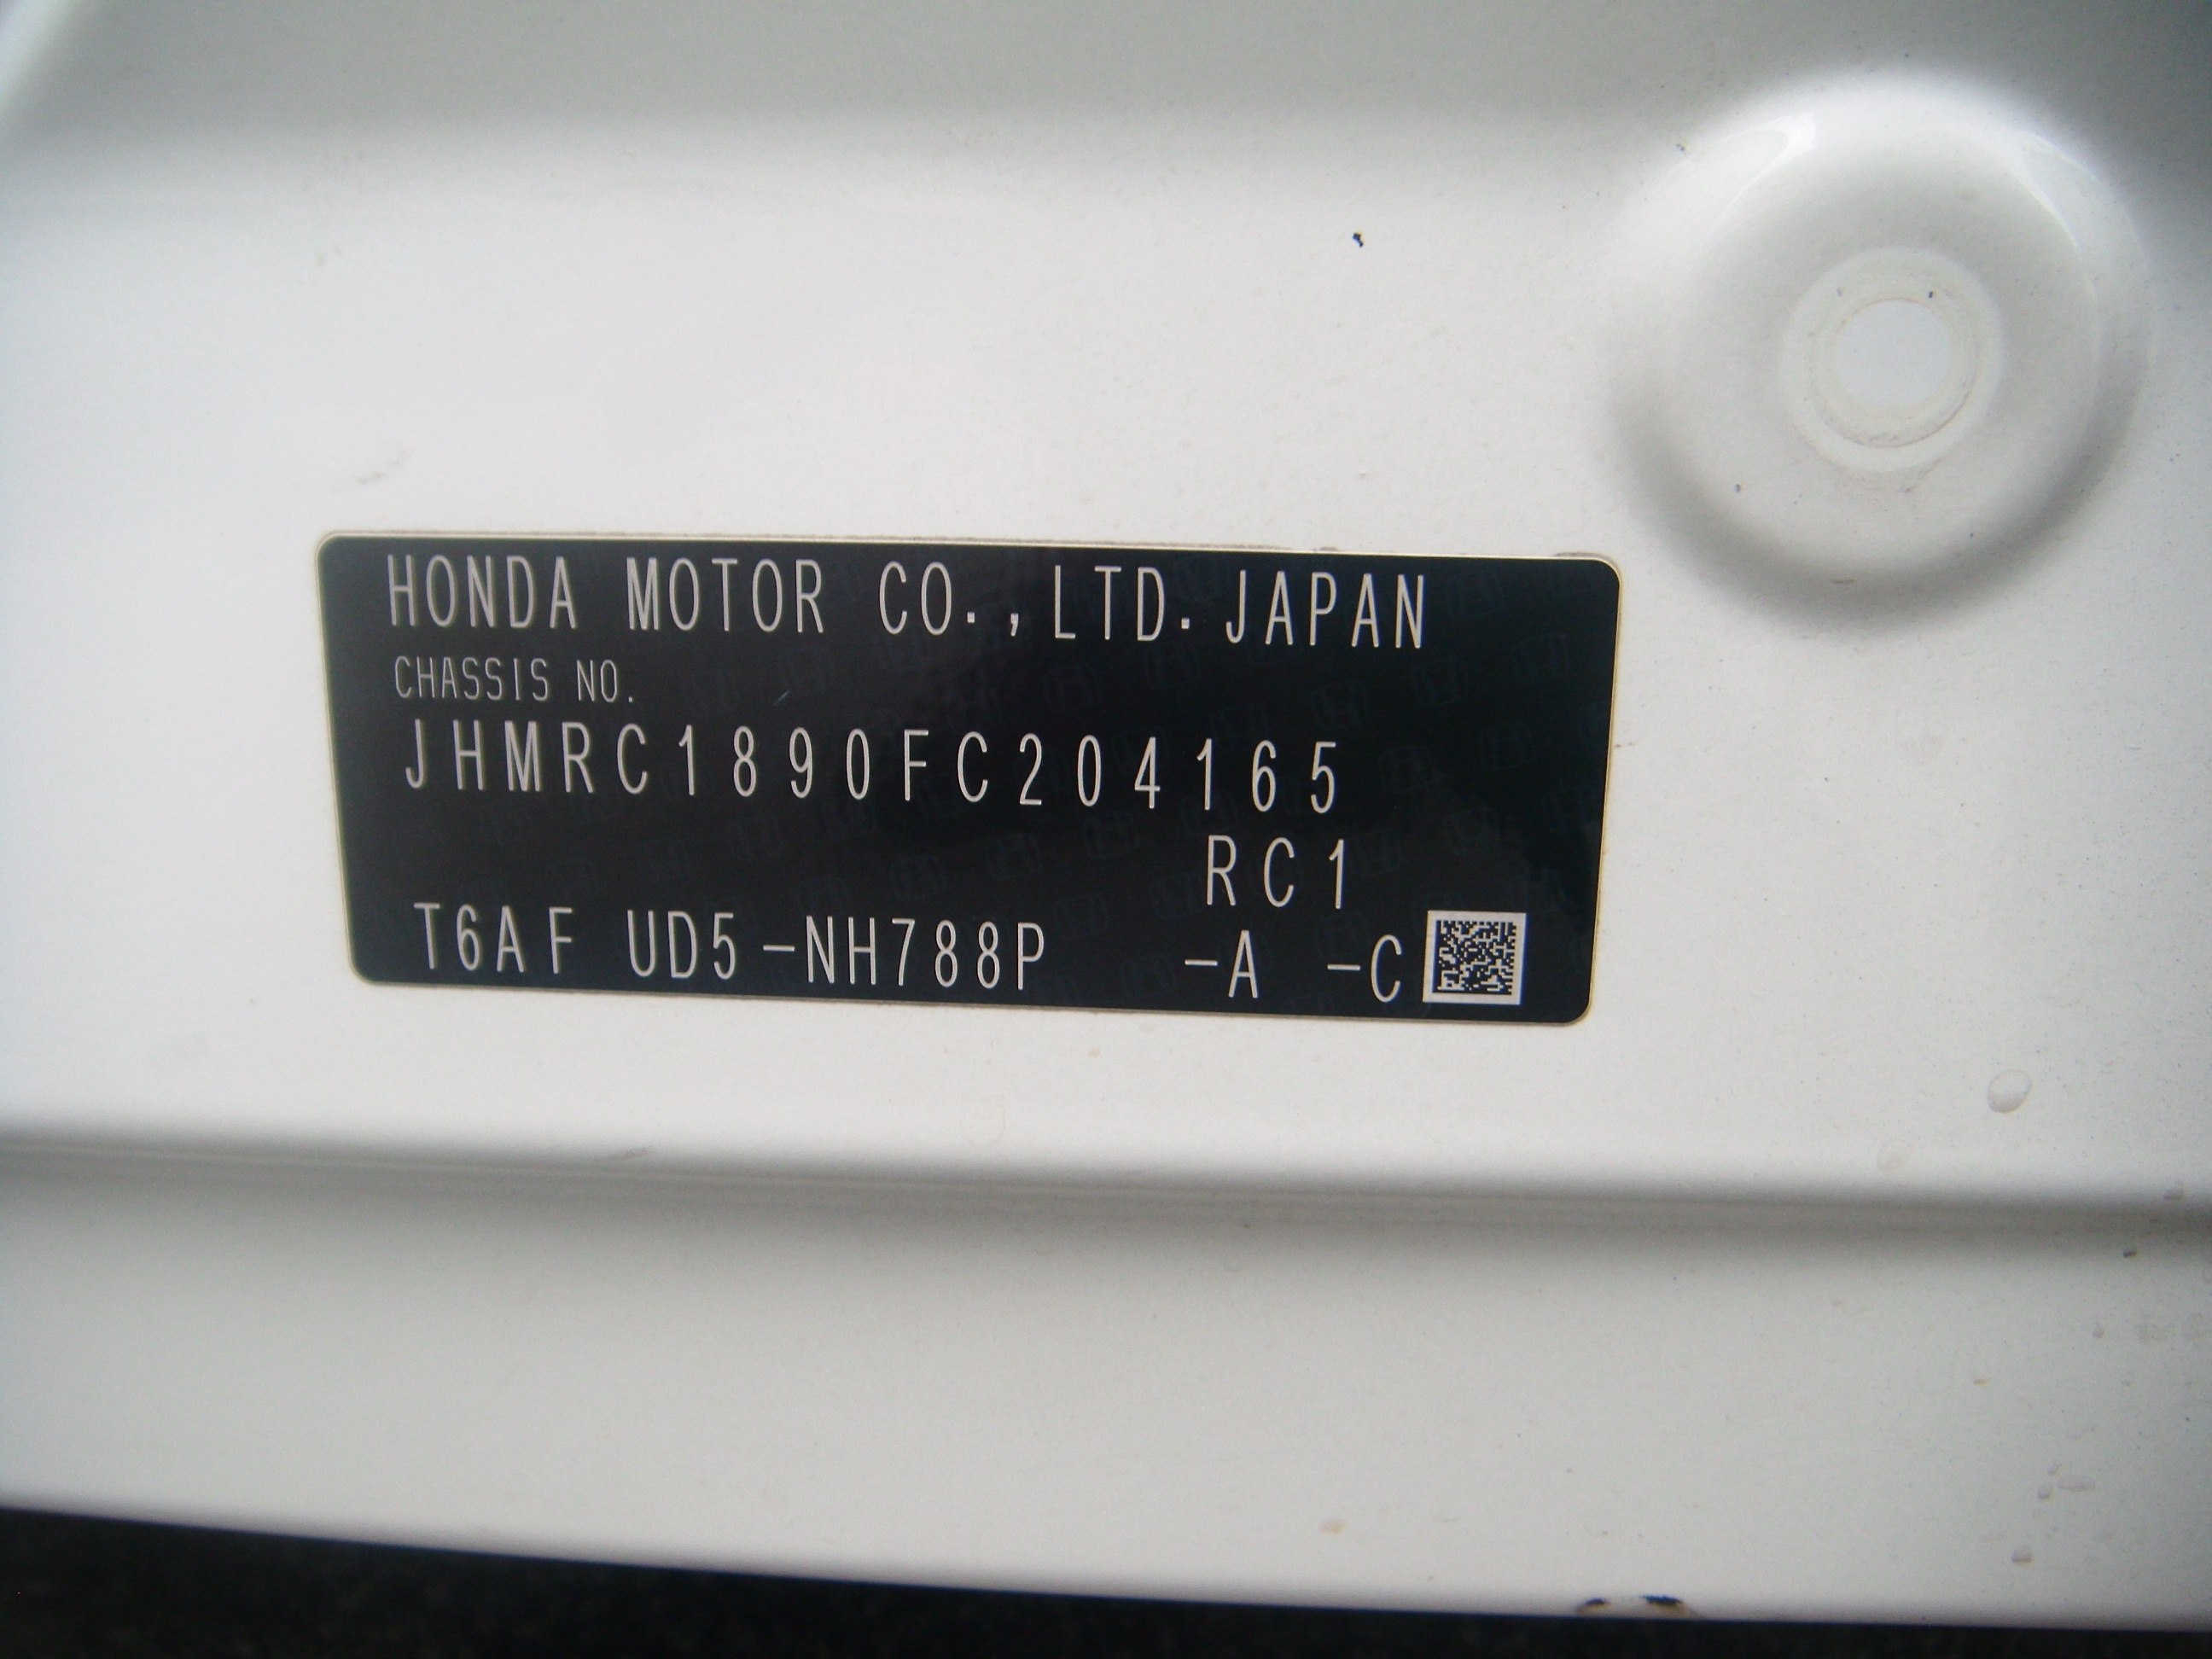 HONDA MOTOR CO.,LTD.JAPAN
CHASSIS NO.
JHMRC1890FC204165
RC1
T6AF UD5-NH788P -A -C